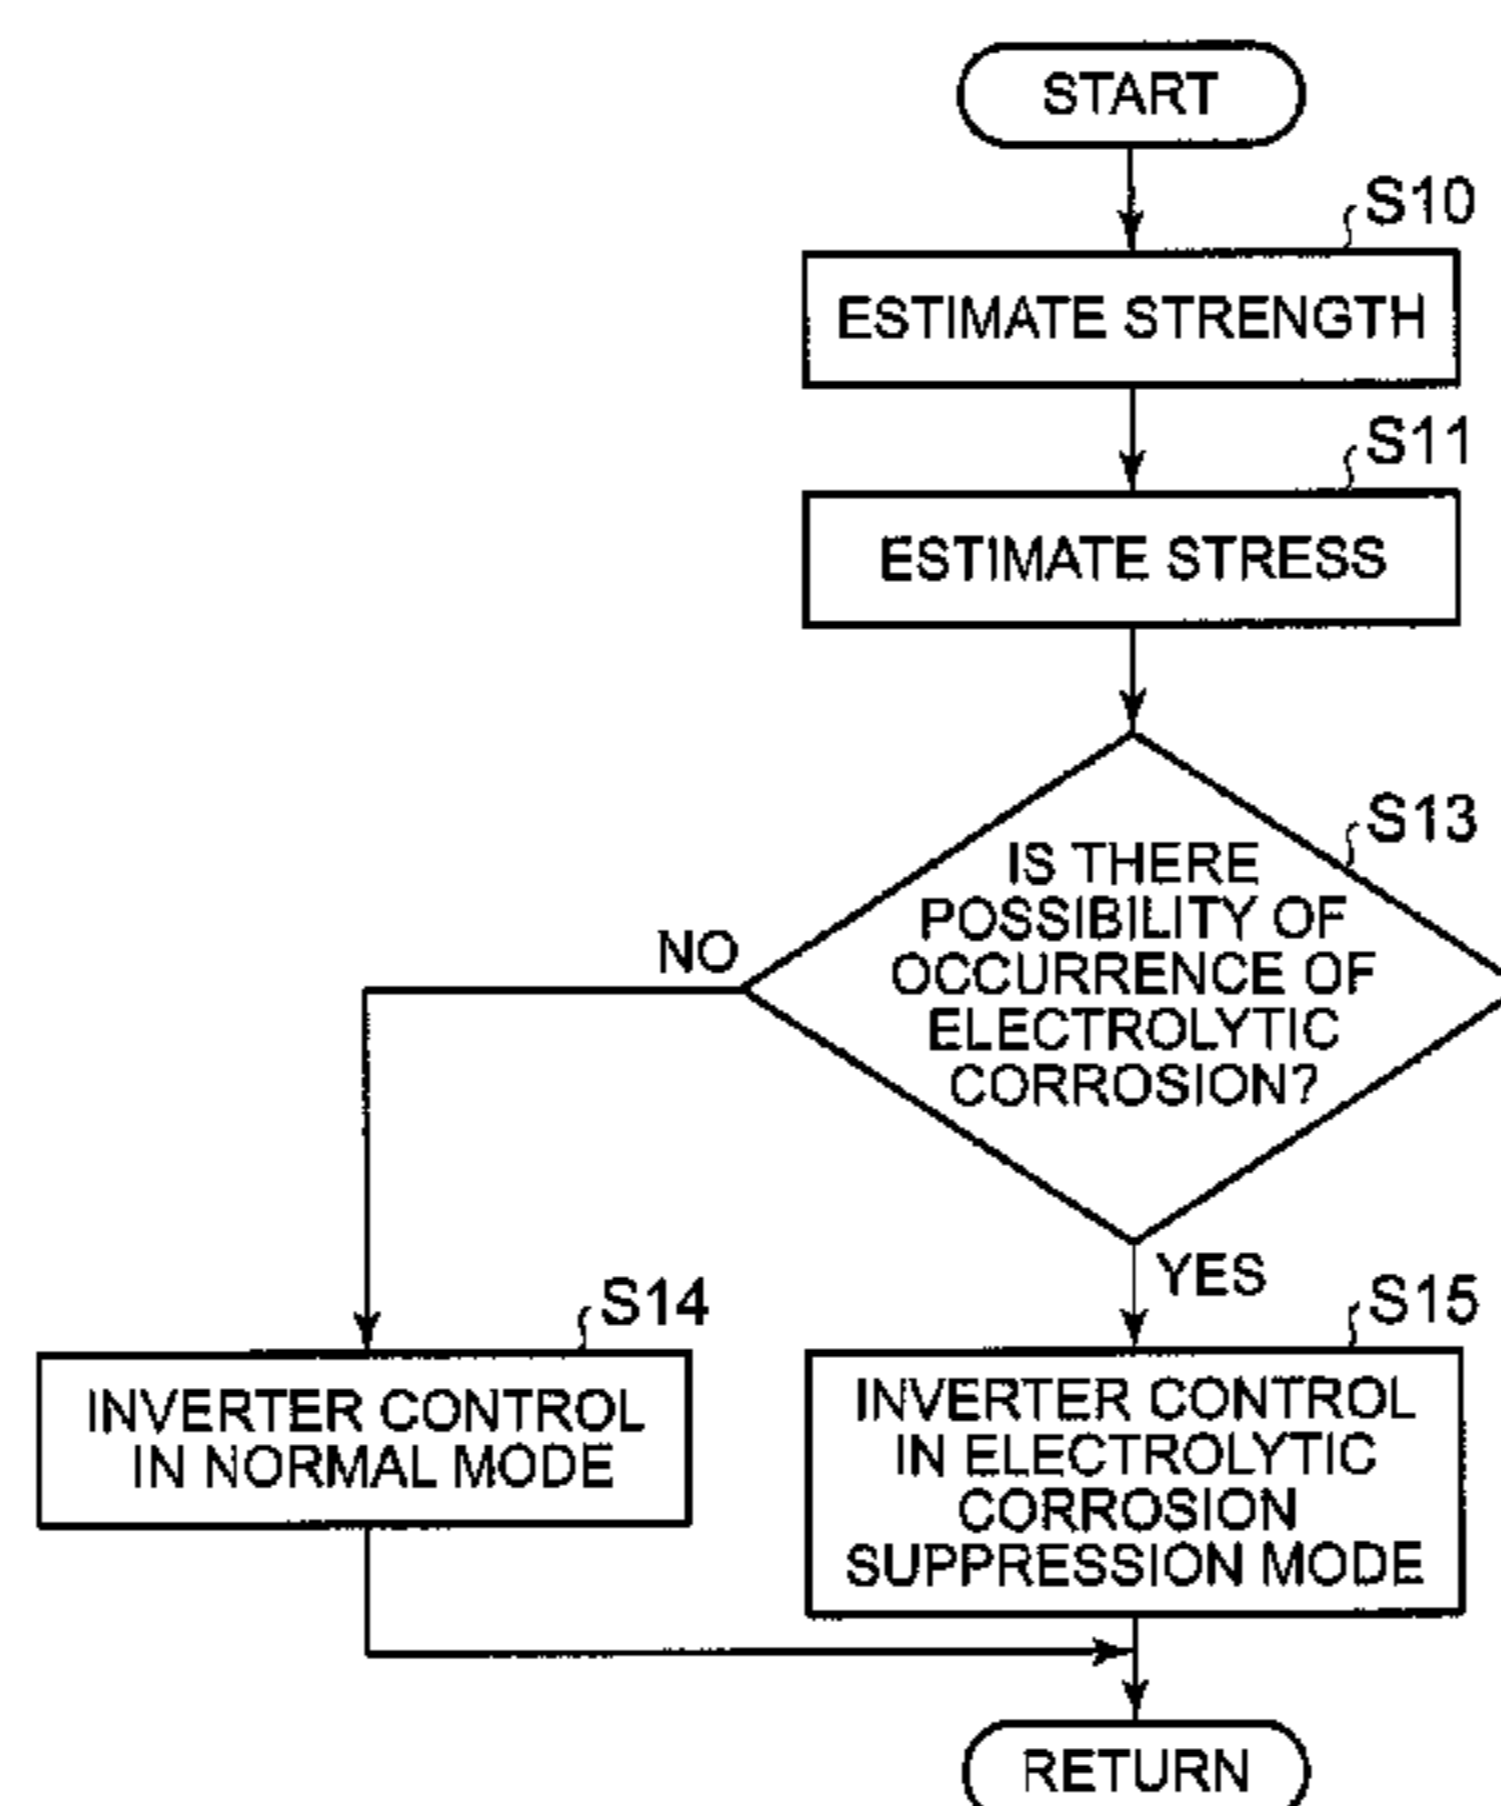 START
S10
ESTIMATE STRENGTH
S11
ESTIMATE STRESS
S13
IS THERE
POSSIBILITY OF
OCCURRENCE OF
ELECTROLYTIC
CORROSION?
NO
YES
S14
INVERTER CONTROL
IN NORMAL MODE
S15
INVERTER CONTROL
IN ELECTROLYTIC
CORROSION
SUPPRESSION MODE
RETURN